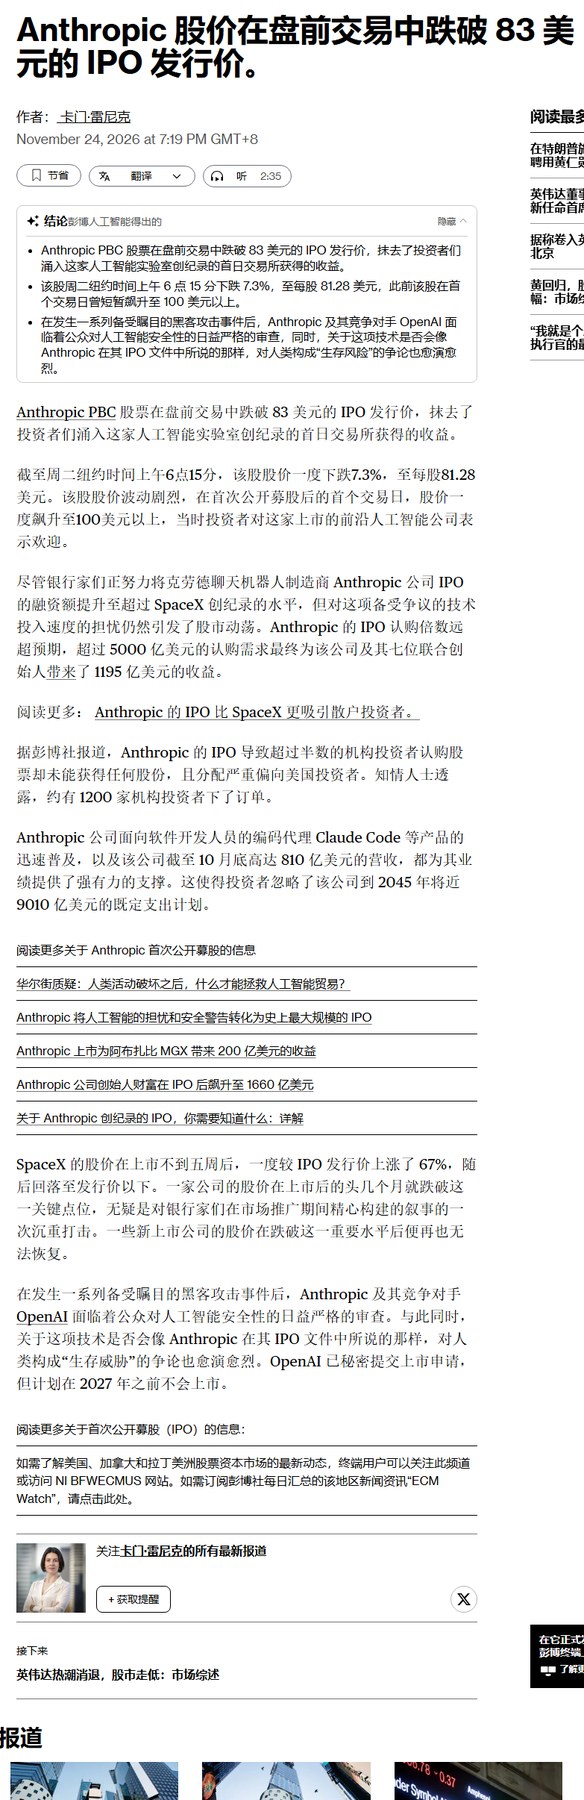 Anthropic 股价在盘前交易中跌破 83 美
元的 IPO 发行价。
作者： 卡门·雷尼克
November 24, 2026 at 7:19 PM GMT+8
节省
翻译
听 2:35
结论彭博人工智能得出的
隐藏
Anthropic PBC 股票在盘前交易中跌破 83 美元的 IPO 发行价，抹去了投资者们
涌入这家人工智能实验室创纪录的首日交易所获得的收益。
该股周二纽约时间上午 6 点 15 分下跌 7.3%，至每股 81.28 美元，此前该股在首
个交易日曾短暂飙升至 100 美元以上。
在发生一系列备受瞩目的黑客攻击事件后，Anthropic 及其竞争对手 OpenAI 面
临着公众对人工智能安全性的日益严格的审查，同时，关于这项技术是否会像
Anthropic 在其 IPO 文件中所说的那样，对人类构成“生存风险”的争论也愈演愈
烈。
Anthropic PBC 股票在盘前交易中跌破 83 美元的 IPO 发行价，抹去了
投资者们涌入这家人工智能实验室创纪录的首日交易所获得的收益。
截至周二纽约时间上午6点15分，该股股价一度下跌7.3%，至每股81.28
美元。该股股价波动剧烈，在首次公开募股后的首个交易日，股价一
度飙升至100美元以上，当时投资者对这家上市的前沿人工智能公司表
示欢迎。
尽管银行家们正努力将克劳德聊天机器人制造商 Anthropic 公司 IPO
的融资额提升至超过 SpaceX 创纪录的水平，但对这项备受争议的技术
投入速度的担忧仍然引发了股市动荡。Anthropic 的 IPO 认购倍数远
超预期，超过 5000 亿美元的认购需求最终为该公司及其七位联合创
始人带来了 1195 亿美元的收益。
阅读更多： Anthropic 的 IPO 比 SpaceX 更吸引散户投资者。
据彭博社报道，Anthropic 的 IPO 导致超过半数的机构投资者认购股
票却未能获得任何股份，且分配严重偏向美国投资者。知情人士透
露，约有 1200 家机构投资者下了订单。
Anthropic 公司面向软件开发人员的编码代理 Claude Code 等产品的
迅速普及，以及该公司截至 10 月底高达 810 亿美元的营收，都为其业
绩提供了强有力的支撑。这使得投资者忽略了该公司到 2045 年将近
9010 亿美元的既定支出计划。
阅读更多关于 Anthropic 首次公开募股的信息
华尔街质疑：人类活动破坏之后，什么才能拯救人工智能贸易？
Anthropic 将人工智能的担忧和安全警告转化为史上最大规模的 IPO
Anthropic 上市为阿布扎比 MGX 带来 200 亿美元的收益
Anthropic 公司创始人财富在 IPO 后飙升至 1660 亿美元
关于 Anthropic 创纪录的 IPO，你需要知道什么：详解
SpaceX 的股价在上市不到五周后，一度较 IPO 发行价上涨了 67%，随
后回落至发行价以下。一家公司的股价在上市后的头几个月就跌破这
一关键点位，无疑是对银行家们在市场推广期间精心构建的叙事的一
次沉重打击。一些新上市公司的股价在跌破这一重要水平后便再也无
法恢复。
在发生一系列备受瞩目的黑客攻击事件后，Anthropic 及其竞争对手
OpenAI 面临着公众对人工智能安全性的日益严格的审查。与此同时，
关于这项技术是否会像 Anthropic 在其 IPO 文件中所说的那样，对人
类构成“生存威胁”的争论也愈演愈烈。OpenAI 已秘密提交上市申请，
但计划在 2027 年之前不会上市。
阅读更多关于首次公开募股（IPO）的信息：
如需了解美国、加拿大和拉丁美洲股票资本市场的最新动态，终端用户可以关注此频道
或访问 NI BFWECMUS 网站。如需订阅彭博社每日汇总的该地区新闻资讯“ECM
Watch”，请点击此处。
关注卡门·雷尼克的所有最新报道
+ 获取提醒
接下来
英伟达热潮消退，股市走低：市场综述
报道
阅读最多
在特朗普施
聘用黄仁勋
英伟达董事
新任命首席
据称卷入英
北京
黄回归，股
幅：市场综
“我就是个
执行官的最
在它正式发
彭博终端上
了解更